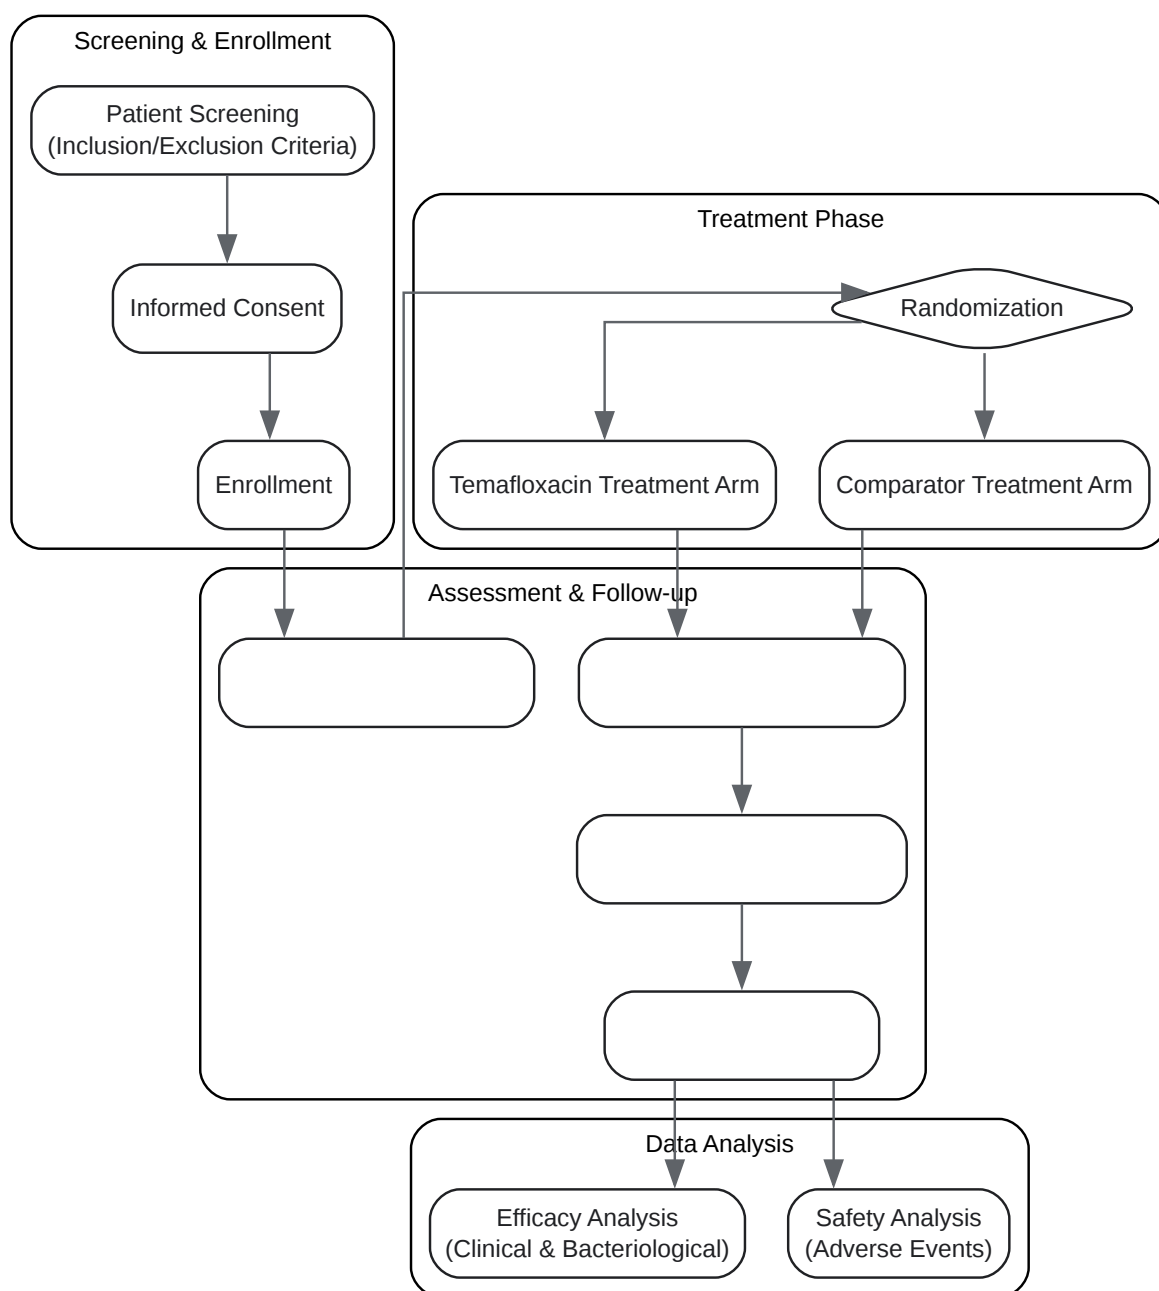 Screening & Enrollment
Patient Screening
(Inclusion/Exclusion Criteria)
Informed Consent
Enrollment
Treatment Phase
Randomization
Temafloxacin Treatment Arm
Comparator Treatment Arm
Assessment & Follow-up
Data Analysis
Efficacy Analysis
(Clinical & Bacteriological)
Safety Analysis
(Adverse Events)